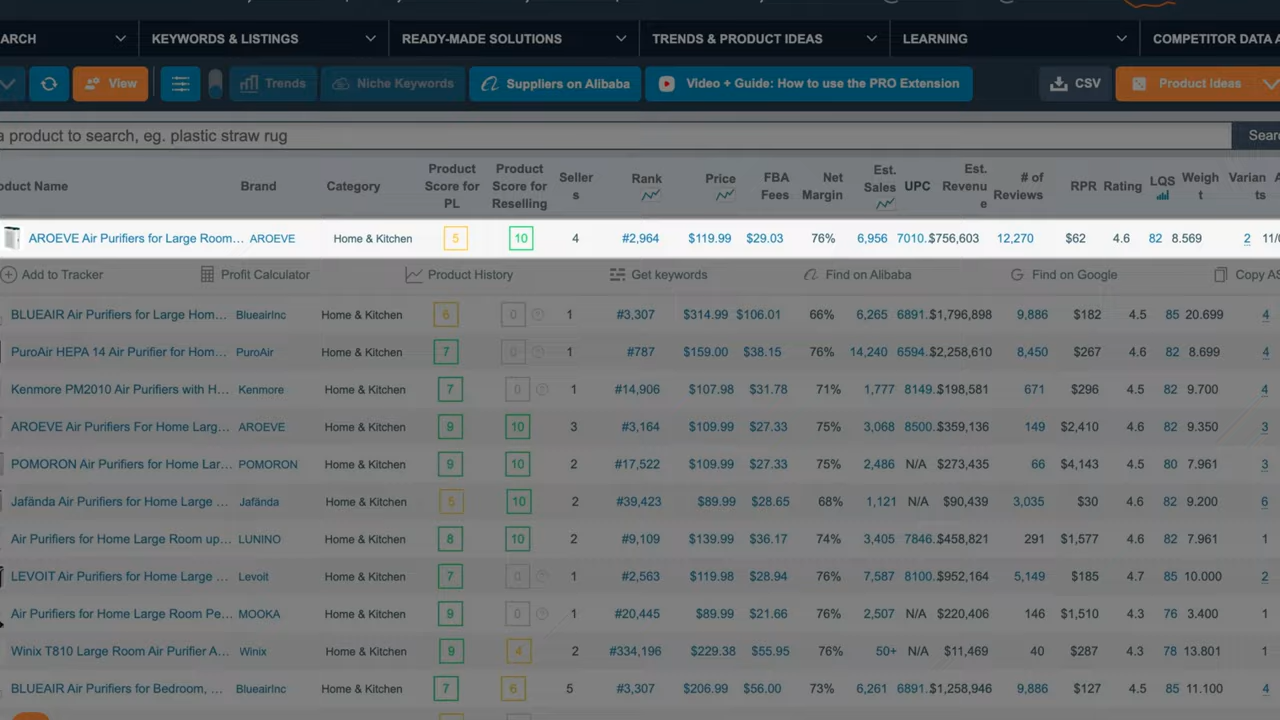 ARCH KEYWORDS & LISTINGS READY-MADE SOLUTIONS TRENDS & PRODUCT IDEAS LEARNING COMPETITOR DATA A
View Trends Niche Keywords Suppliers on Alibaba Video + Guide: How to use the PRO Extension CSV Product Ideas
a product to search, eg. plastic straw rug Sear
oduct Name Brand Category Product Score for PL Product Score for Reselling Seller s Rank Price FBA Fees Net Margin Est. Sales UPC Est. Revenu e # of Reviews RPR Rating LQS Weigh t Varian ts A
AROEVE Air Purifiers for Large Room… AROEVE Home & Kitchen 5 10 4 #2,964 $119.99 $29.03 76% 6,956 7010. $756,603 12,270 $62 4.6 82 8.569 2 11/0
Add to Tracker Profit Calculator Product History Get keywords Find on Alibaba Find on Google Copy AS
BLUEAIR Air Purifiers for Large Hom… BlueairInc Home & Kitchen 6 0 1 #3,307 $314.99 $106.01 66% 6,265 6891. $1,796,898 9,886 $182 4.5 85 20.699 4
PuroAir HEPA 14 Air Purifier for Hom… PuroAir Home & Kitchen 7 0 1 #787 $159.00 $38.15 76% 14,240 6594. $2,258,610 8,450 $267 4.6 82 8.699 4
Kenmore PM2010 Air Purifiers with H… Kenmore Home & Kitchen 7 0 1 #14,906 $107.98 $31.78 71% 1,777 8149. $198,581 671 $296 4.5 82 9.700 4
AROEVE Air Purifiers For Home Larg… AROEVE Home & Kitchen 9 10 3 #3,164 $109.99 $27.33 75% 3,068 8500. $359,136 149 $2,410 4.6 82 9.350 3
POMORON Air Purifiers for Home Lar… POMORON Home & Kitchen 9 10 2 #17,522 $109.99 $27.33 75% 2,486 N/A $273,435 66 $4,143 4.5 80 7.961 3
Jafända Air Purifiers for Home Large … Jafända Home & Kitchen 5 10 2 #39,423 $89.99 $28.65 68% 1,121 N/A $90,439 3,035 $30 4.6 82 9.200 6
Air Purifiers for Home Large Room up… LUNINO Home & Kitchen 8 10 2 #9,109 $139.99 $36.17 74% 3,405 7846. $458,821 291 $1,577 4.6 82 7.961 1
LEVOIT Air Purifiers for Home Large … Levoit Home & Kitchen 7 0 1 #2,563 $119.98 $28.94 76% 7,587 8100. $952,164 5,149 $185 4.7 85 10.000 2
Air Purifiers for Home Large Room Pe… MOOKA Home & Kitchen 9 0 1 #20,445 $89.99 $21.66 76% 2,507 N/A $220,406 146 $1,510 4.3 76 3.400 1
Winix T810 Large Room Air Purifier A… Winix Home & Kitchen 9 4 2 #334,196 $229.38 $55.95 76% 50+ N/A $11,469 40 $287 4.3 78 13.801 1
BLUEAIR Air Purifiers for Bedroom, … BlueairInc Home & Kitchen 7 6 5 #3,307 $206.99 $56.00 73% 6,261 6891. $1,258,946 9,886 $127 4.5 85 11.100 4